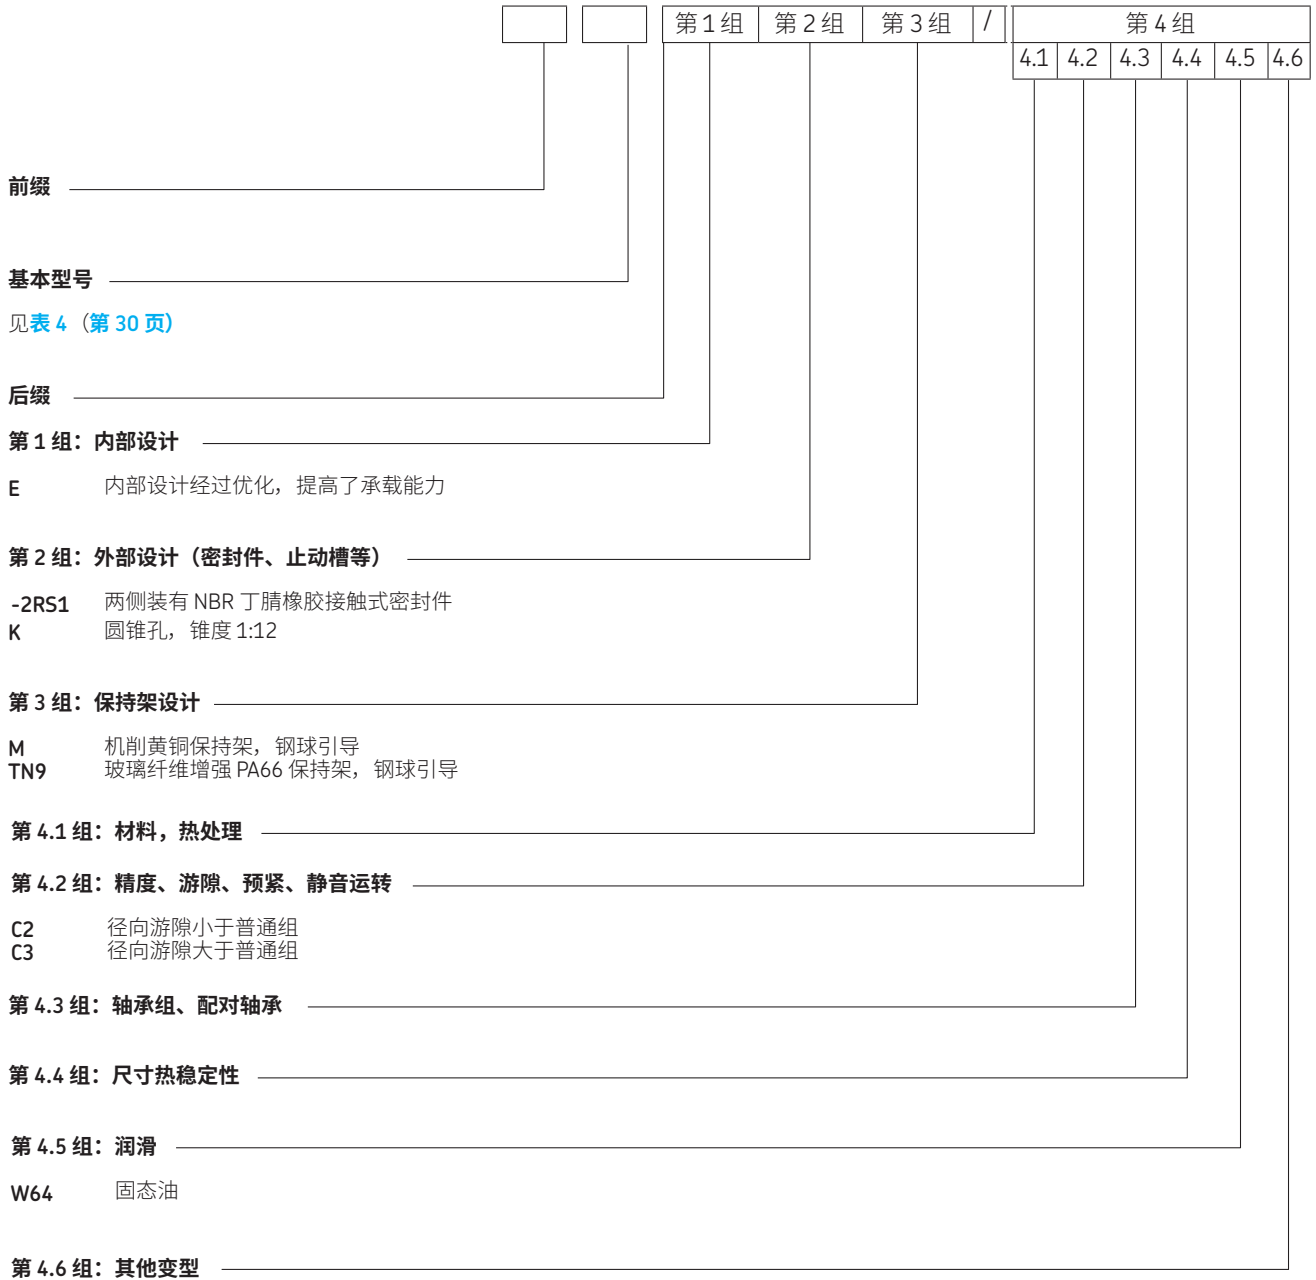 第 1 组 第 2 组 第 3 组 / 第 4 组
4.1 4.2 4.3 4.4 4.5 4.6
前缀
基本型号
见表 4（第 30 页）
后缀
第 1 组：内部设计
E 内部设计经过优化，提高了承载能力
第 2 组：外部设计（密封件、止动槽等）
-2RS1 两侧装有 NBR 丁腈橡胶接触式密封件
K 圆锥孔，锥度 1:12
第 3 组：保持架设计
M 机削黄铜保持架，钢球引导
TN9 玻璃纤维增强 PA66 保持架，钢球引导
第 4.1 组：材料，热处理
第 4.2 组：精度、游隙、预紧、静音运转
C2 径向游隙小于普通组
C3 径向游隙大于普通组
第 4.3 组：轴承组、配对轴承
第 4.4 组：尺寸热稳定性
第 4.5 组：润滑
W64 固态油
第 4.6 组：其他变型